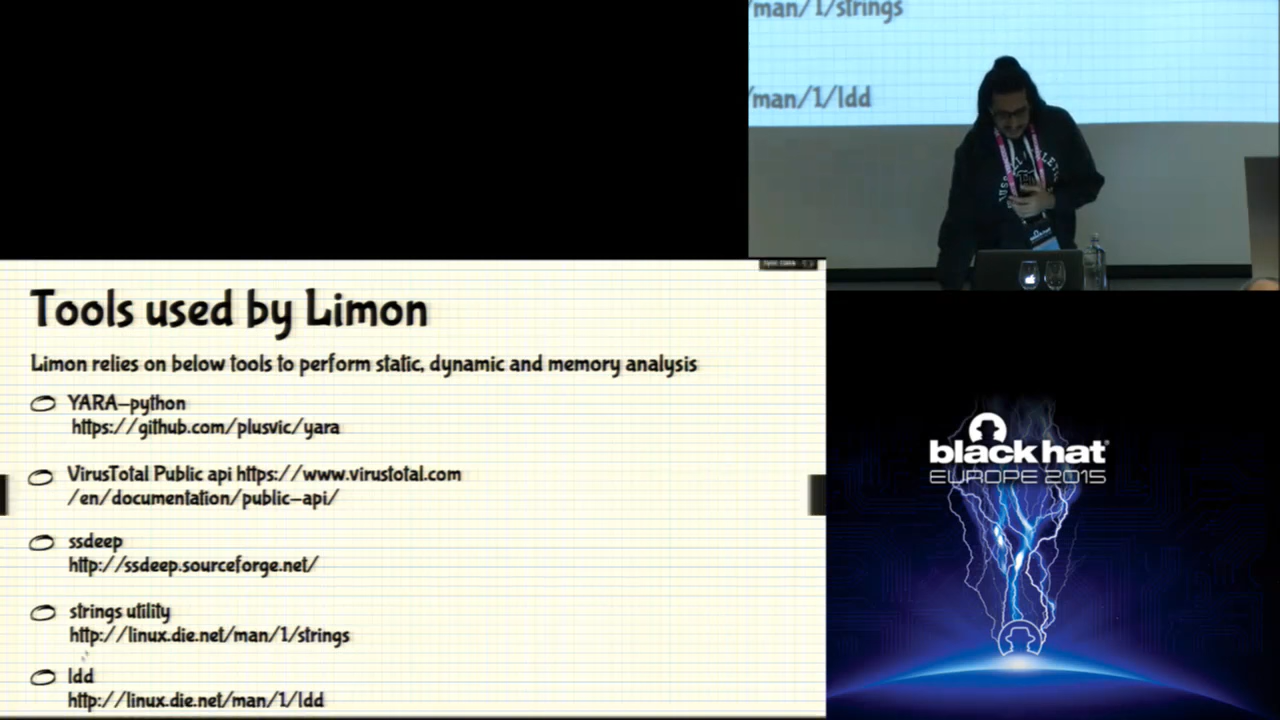 /man/1/strings
/man/1/ldd
Tools used by Limon
Limon relies on below tools to perform static, dynamic and memory analysis
YARA-python
https://github.com/plusvic/yara
VirusTotal Public api https://www.virustotal.com
/en/documentation/public-api/
ssdeep
http://ssdeep.sourceforge.net/
strings utility
http://linux.die.net/man/1/strings
ldd
http://linux.die.net/man/1/ldd
black hat
EUROPE 2015